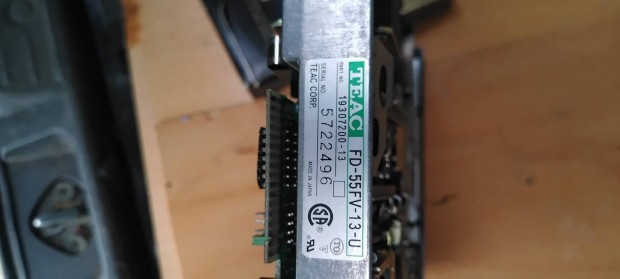 TEAC FD-55FV-13-U
PART NO. 19307200-13
SERIAL NO. 5722496
TEAC CORP. MADE IN JAPAN